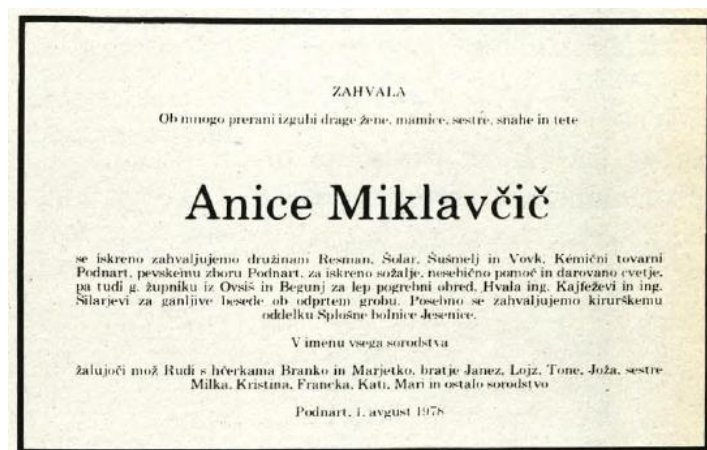 ZAHVALA
Ob mnogo prerani izgubi drage žene, mamice, sestre, snahe in tete
Anice Miklavčič
se iskreno zahvaljujemo družinam Resman, Šolar, Šušmelj in Vovk, Kemični tovarni
Podnart, pevskemu zboru Podnart, za iskreno sožalje, nesebično pomoč in darovano cvetje,
pa tudi g. župniku iz Ovsiš in Begunj za lep pogrebni obred. Hvala ing. Kajfeževi in ing.
Šilarjevi za ganljive besede ob odprtem grobu. Posebno se zahvaljujemo kirurškemu
oddelku Splošne bolnice Jesenice.
V imenu vsega sorodstva
žalujoči mož Rudi s hčerkama Branko in Marjetko, bratje Janez, Lojz, Tone, Joža, sestre
Milka, Kristina, Francka, Kati, Mari in ostalo sorodstvo
Podnart, 1. avgust 1978